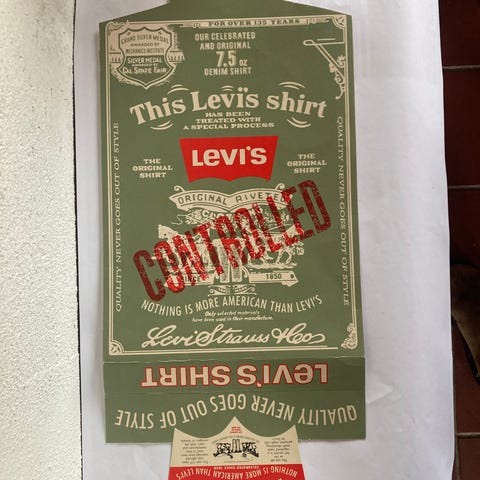 FOR OVER 135 YEARS
GRAND SILVER MEDAL
AWARDED BY
MECHANICS INSTITUTE
SILVER MEDAL
AWARDED BY
CAL STATE FAIR
OUR CELEBRATED
AND ORIGINAL
7.5 oz
DENIM SHIRT
This Levi's shirt
HAS BEEN
TREATED WITH
A SPECIAL PROCESS
LEVI'S
THE
ORIGINAL
SHIRT
THE
ORIGINAL
SHIRT
QUALITY NEVER GOES OUT OF STYLE
QUALITY NEVER GOES OUT OF STYLE
ORIGINAL RIVETED
CONTROLLED
1850
NOTHING IS MORE AMERICAN THAN LEVI'S
Only selected materials
have been used in their manufacture.
Levi Strauss & Co
LEVI'S SHIRT
QUALITY NEVER GOES OUT OF STYLE
NOTHING IS MORE AMERICAN THAN LEVI'S